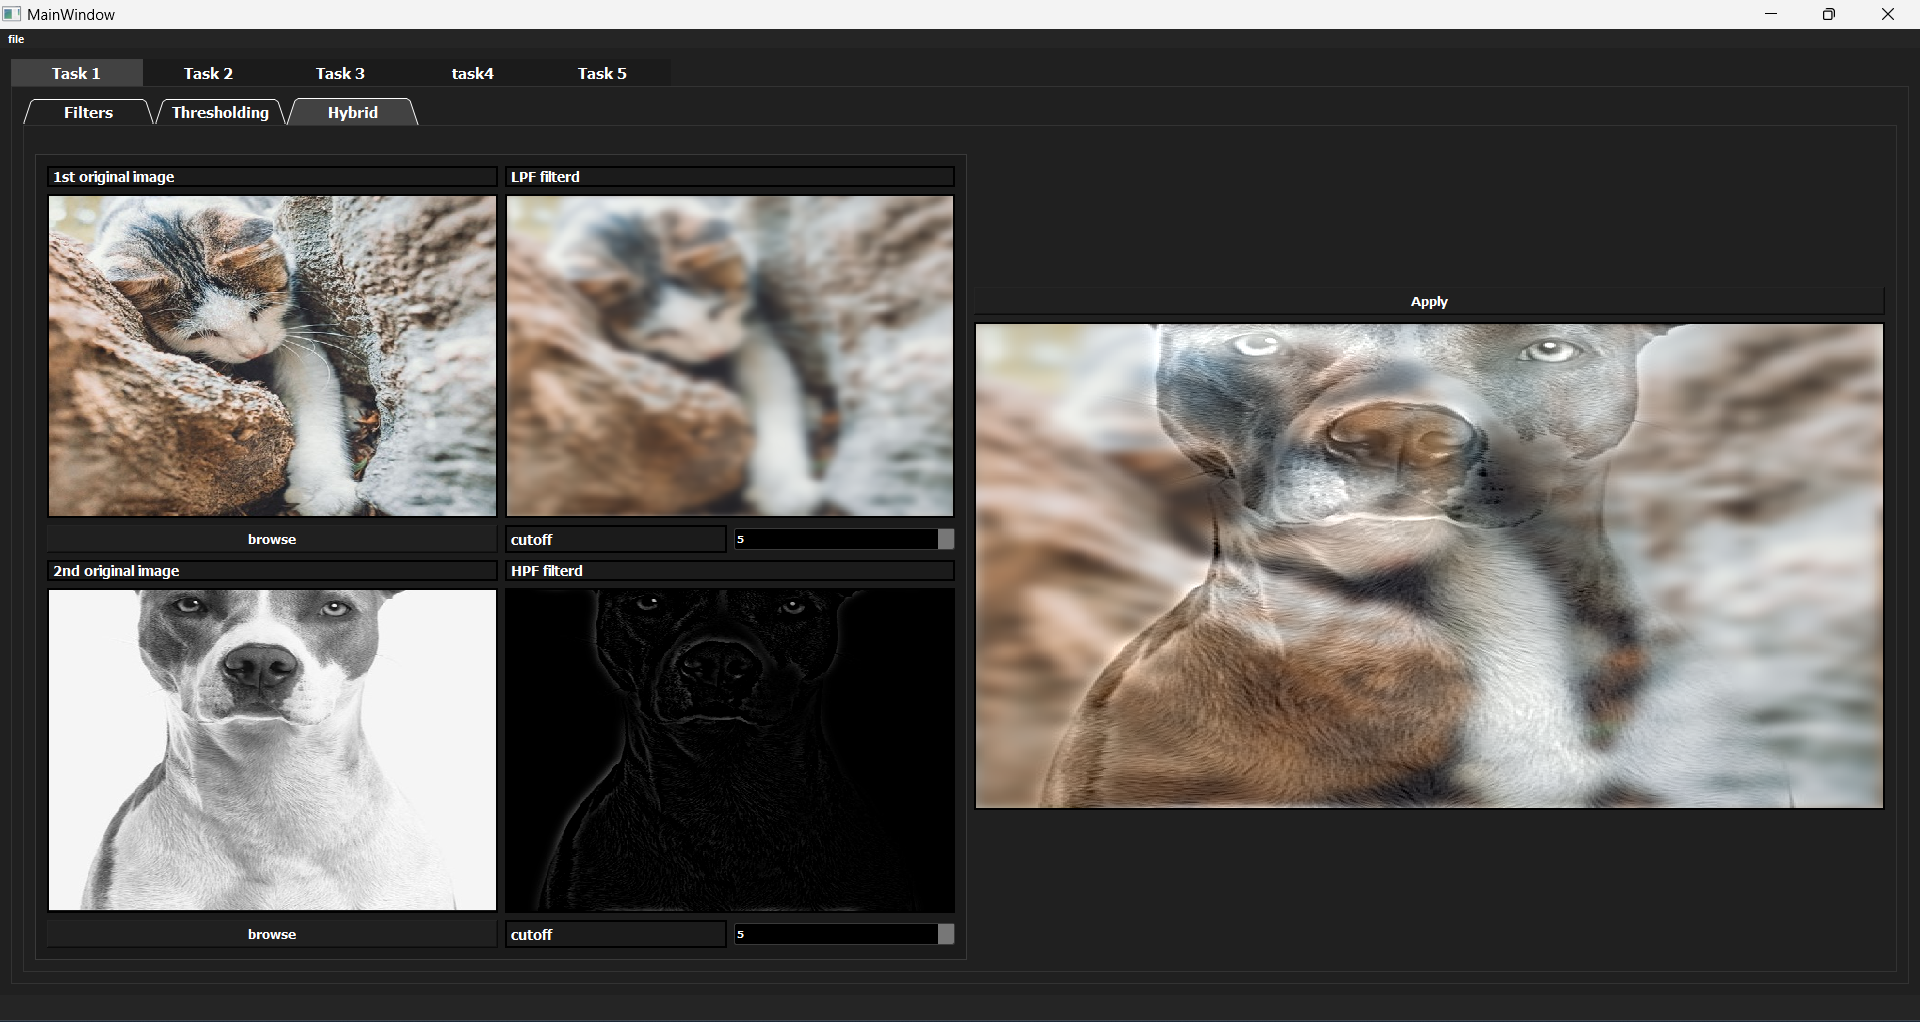 MainWindow
file
Task 1 Task 2 Task 3 task4 Task 5
Filters Thresholding Hybrid
1st original image
LPF filterd
browse
cutoff 5
2nd original image
HPF filterd
browse
cutoff 5
Apply